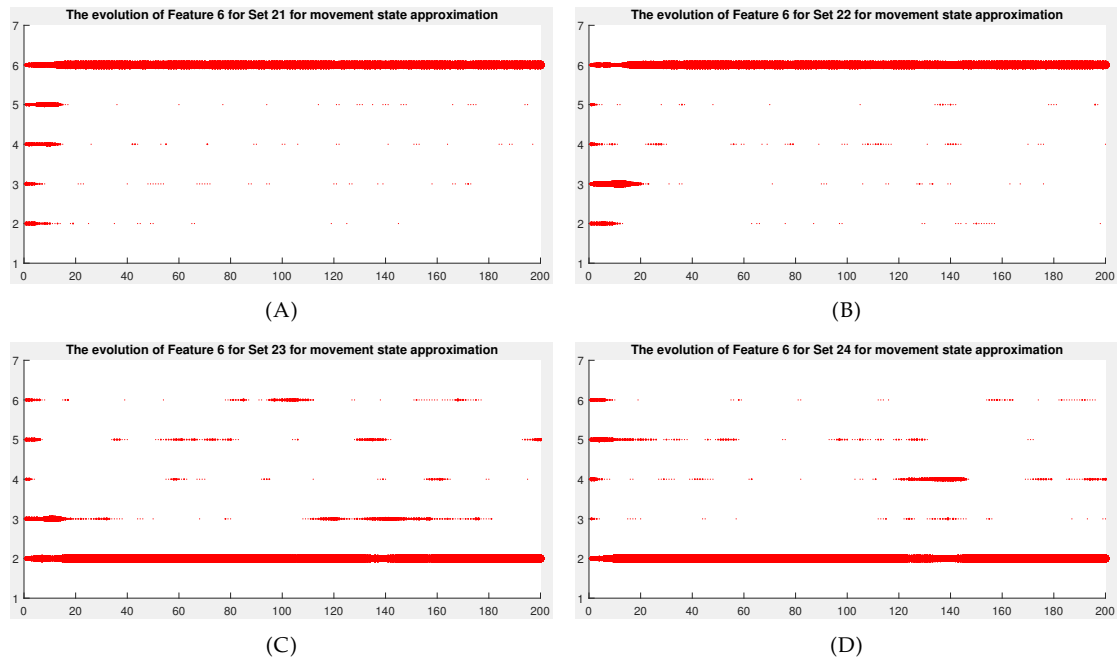 The evolution of Feature 6 for Set 21 for movement state approximation
7
6
5
4
3
2
1
0 20 40 60 80 100 120 140 160 180 200
(A)
The evolution of Feature 6 for Set 22 for movement state approximation
7
6
5
4
3
2
1
0 20 40 60 80 100 120 140 160 180 200
(B)
The evolution of Feature 6 for Set 23 for movement state approximation
7
6
5
4
3
2
1
0 20 40 60 80 100 120 140 160 180 200
(C)
The evolution of Feature 6 for Set 24 for movement state approximation
7
6
5
4
3
2
1
0 20 40 60 80 100 120 140 160 180 200
(D)